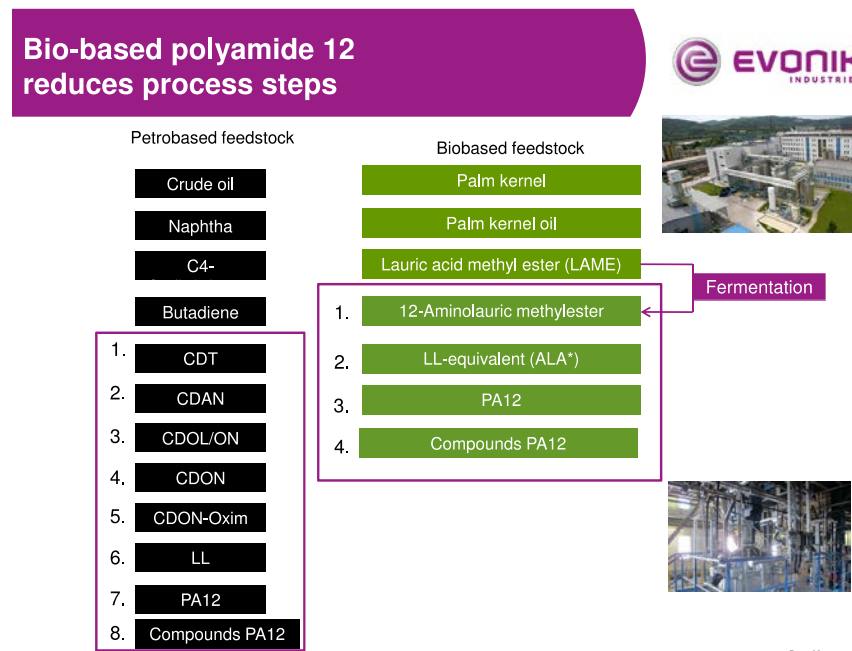 Bio-based polyamide 12
reduces process steps
EVONIK
INDUSTRIE
Petrobased feedstock
Crude oil
Naphtha
C4-
Butadiene
1. CDT
2. CDAN
3. CDOL/ON
4. CDON
5. CDON-Oxim
6. LL
7. PA12
8. Compounds PA12
Biobased feedstock
Palm kernel
Palm kernel oil
Lauric acid methyl ester (LAME)
Fermentation
1. 12-Aminolauric methylester
2. LL-equivalent (ALA*)
3. PA12
4. Compounds PA12